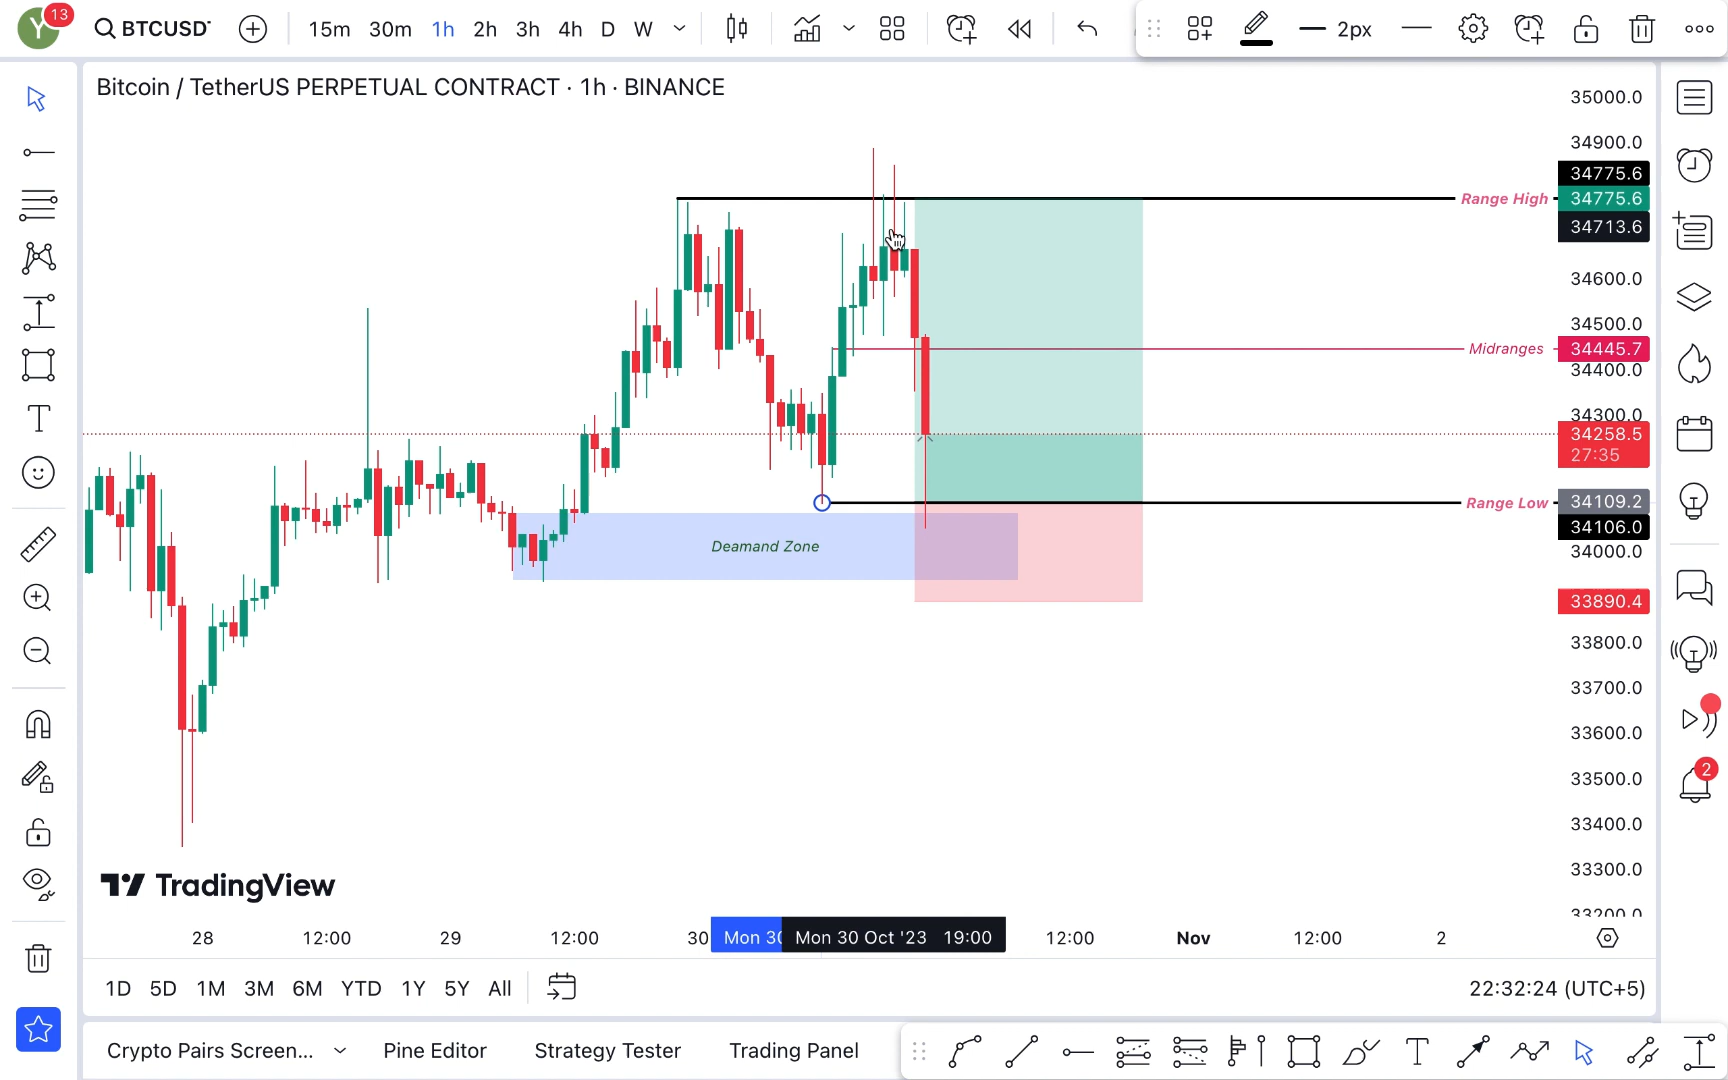 Y 13 BTCUSD 15m 30m 1h 2h 3h 4h D W 2px
Bitcoin / TetherUS PERPETUAL CONTRACT · 1h · BINANCE
35000.0
34900.0
34775.6
Range High 34775.6
34713.6
34600.0
34500.0
Midranges 34445.7
34400.0
34300.0
34258.5
27:35
Range Low 34109.2
34106.0
Deamand Zone
34000.0
33890.4
33800.0
33700.0
33600.0
2
33500.0
33400.0
33300.0
TradingView
33200.0
28 12:00 29 12:00 30 Mon 30 Mon 30 Oct '23 19:00 12:00 Nov 12:00 2
1D 5D 1M 3M 6M YTD 1Y 5Y All 22:32:24 (UTC+5)
Crypto Pairs Screen... Pine Editor Strategy Tester Trading Panel